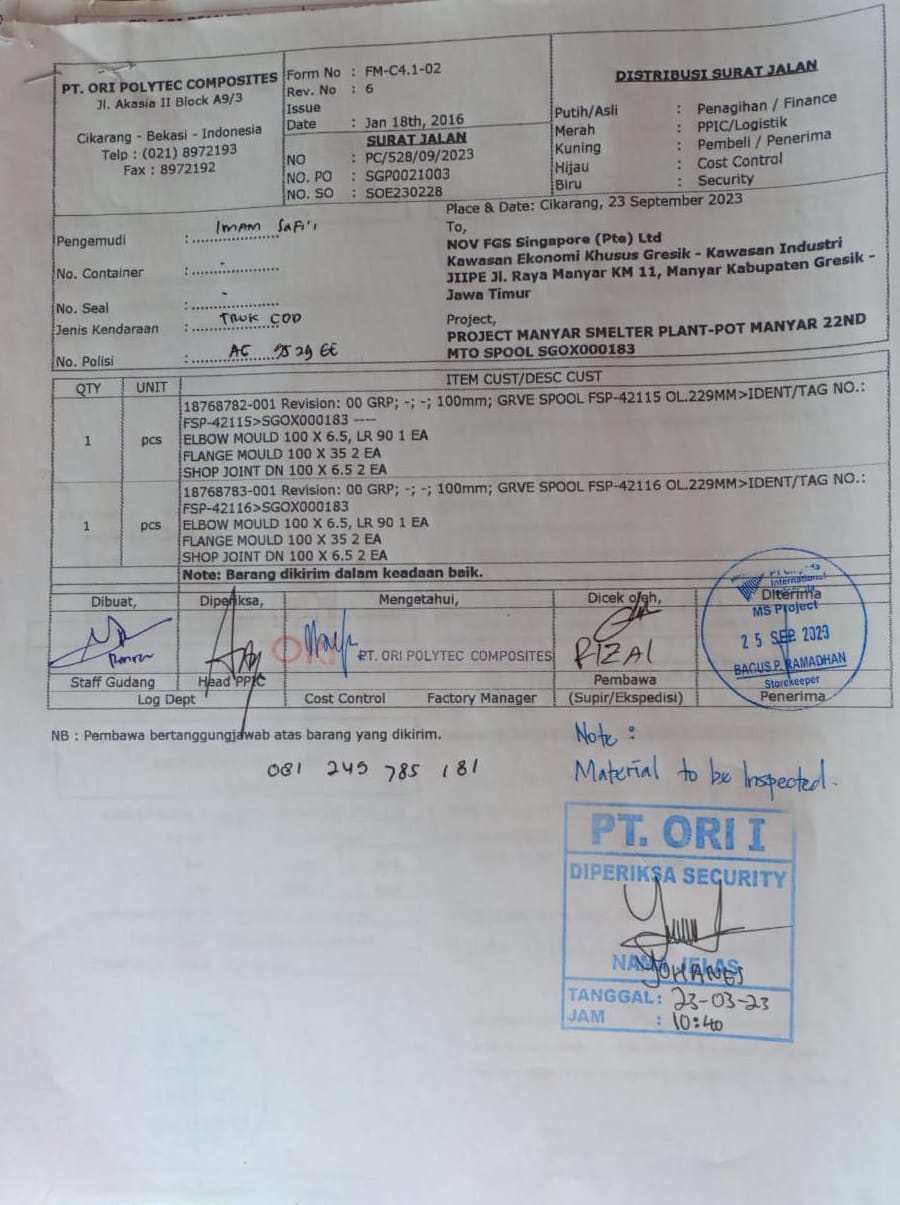 PT. ORI POLYTEC COMPOSITES
Jl. Akasia II Block A9/3
Cikarang - Bekasi - Indonesia
Telp : (021) 8972193
Fax : 8972192
Form No : FM-C4.1-02
Rev. No : 6
Issue
Date : Jan 18th, 2016
SURAT JALAN
NO : PC/528/09/2023
NO. PO : SGP0021003
NO. SO : SOE230228
DISTRIBUSI SURAT JALAN
Putih/Asli : Penagihan / Finance
Merah : PPIC/Logistik
Kuning : Pembeli / Penerima
Hijau : Cost Control
Biru : Security
Pengemudi : Imam Safi'i
No. Container : -
No. Seal : -
Jenis Kendaraan : TRUK COD
No. Polisi : AG 9529 EE
Place & Date: Cikarang, 23 September 2023
To,
NOV FGS Singapore (Pte) Ltd
Kawasan Ekonomi Khusus Gresik - Kawasan Industri
JIIPE Jl. Raya Manyar KM 11, Manyar Kabupaten Gresik -
Jawa Timur
Project,
PROJECT MANYAR SMELTER PLANT-POT MANYAR 22ND
MTO SPOOL SGOX000183
QTY UNIT ITEM CUST/DESC CUST
18768782-001 Revision: 00 GRP; -; -; 100mm; GRVE SPOOL FSP-42115 OL.229MM>IDENT/TAG NO.:
FSP-42115>SGOX000183 ----
1 pcs ELBOW MOULD 100 X 6.5, LR 90 1 EA
FLANGE MOULD 100 X 35 2 EA
SHOP JOINT DN 100 X 6.5 2 EA
18768783-001 Revision: 00 GRP; -; -; 100mm; GRVE SPOOL FSP-42116 OL.229MM>IDENT/TAG NO.:
FSP-42116>SGOX000183
1 pcs ELBOW MOULD 100 X 6.5, LR 90 1 EA
FLANGE MOULD 100 X 35 2 EA
SHOP JOINT DN 100 X 6.5 2 EA
Note: Barang dikirim dalam keadaan baik.
Dibuat, Diperiksa, Mengetahui, Dicek oleh, Diterima
International
MS Project
25 SEP 2023
BAGUS P. RAMADHAN
Storekeeper
PT. ORI POLYTEC COMPOSITES
RIZAL
Staff Gudang Head PPIC Pembawa
Log Dept Cost Control Factory Manager (Supir/Ekspedisi) Penerima
NB : Pembawa bertanggungjawab atas barang yang dikirim.
081 245 785 181
Note :
Material to be Inspected.
PT. ORI I
DIPERIKSA SECURITY
NAMA JELAS
YOHANES
TANGGAL: 23-03-23
JAM : 10:40